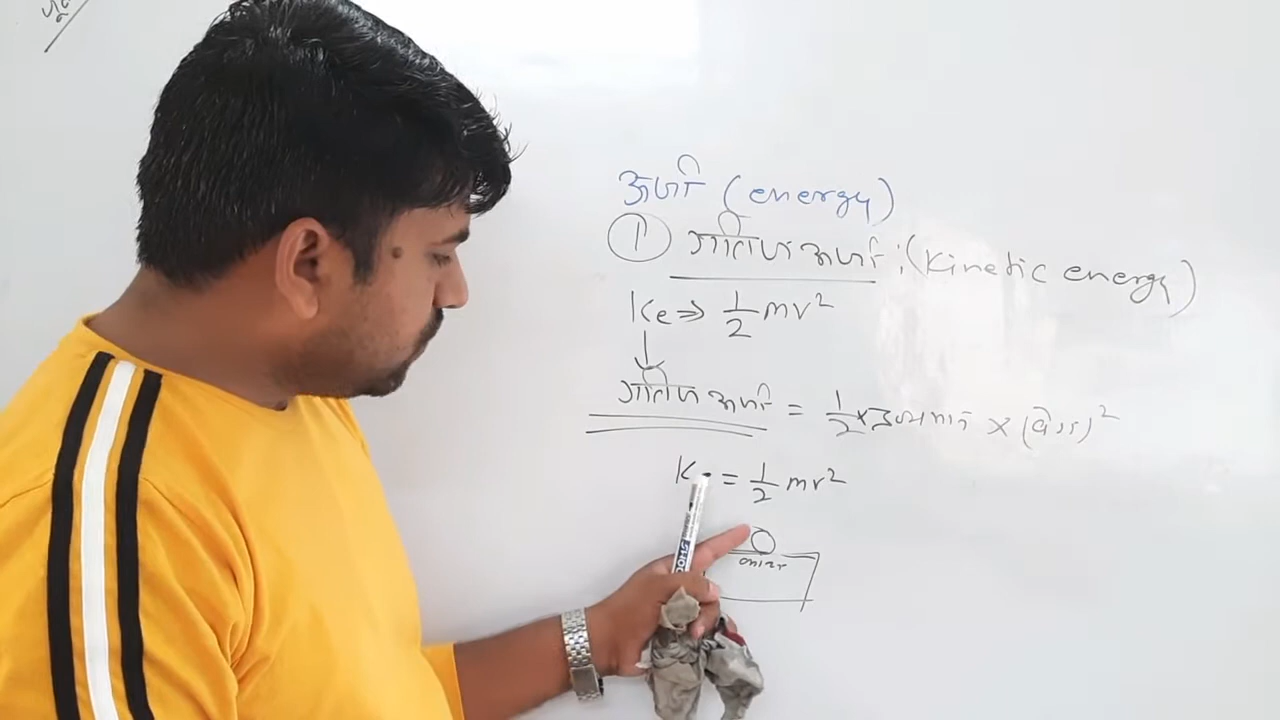 ऊर्जा (energy)
① गतिज ऊर्जा :(Kinetic energy)
Ke ⇒ 1/2 mv²
↓
गतिज ऊर्जा = 1/2 × द्रव्यमान × (वेग)²
K = 1/2 mv²